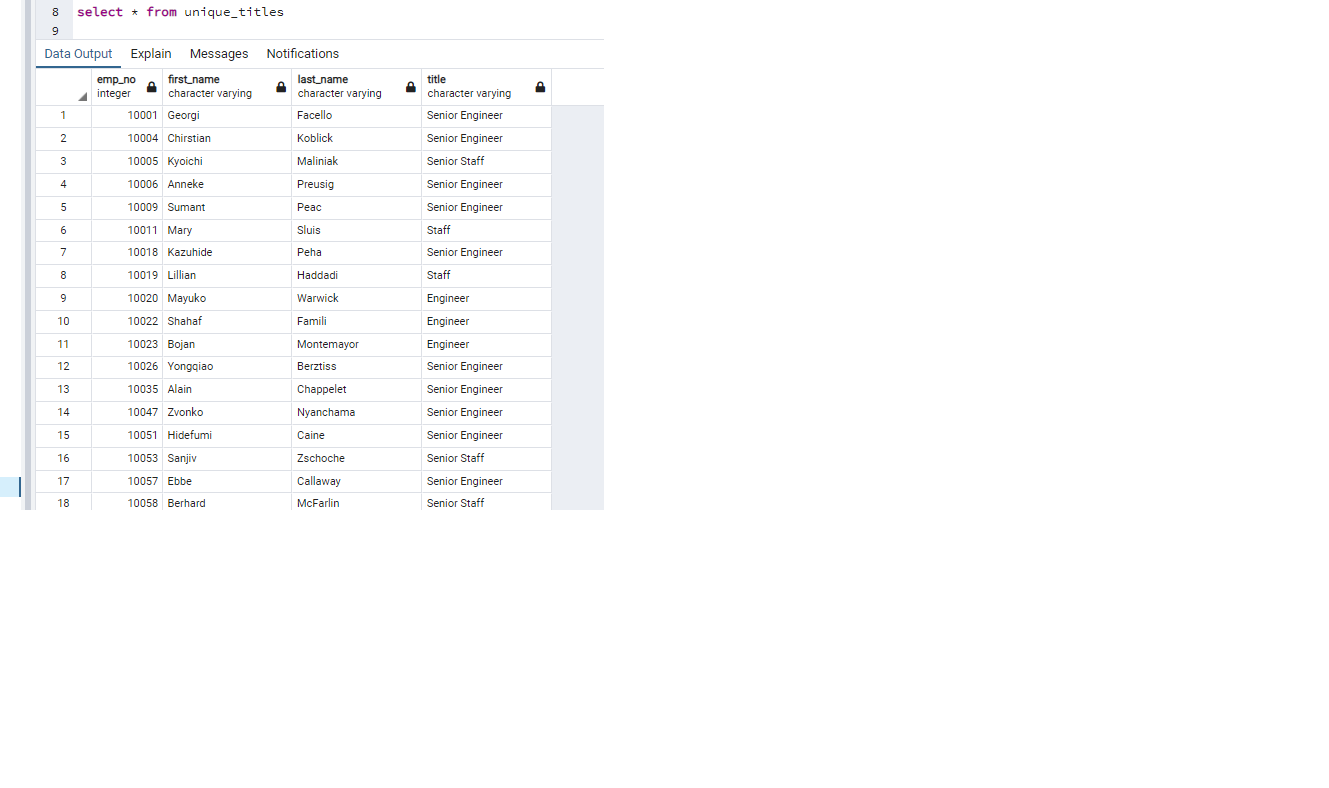 8 select * from unique_titles
9
Data Output Explain Messages Notifications
emp_no first_name last_name title
integer character varying character varying character varying
1 10001 Georgi Facello Senior Engineer
2 10004 Chirstian Koblick Senior Engineer
3 10005 Kyoichi Maliniak Senior Staff
4 10006 Anneke Preusig Senior Engineer
5 10009 Sumant Peac Senior Engineer
6 10011 Mary Sluis Staff
7 10018 Kazuhide Peha Senior Engineer
8 10019 Lillian Haddadi Staff
9 10020 Mayuko Warwick Engineer
10 10022 Shahaf Famili Engineer
11 10023 Bojan Montemayor Engineer
12 10026 Yongqiao Berztiss Senior Engineer
13 10035 Alain Chappelet Senior Engineer
14 10047 Zvonko Nyanchama Senior Engineer
15 10051 Hidefumi Caine Senior Engineer
16 10053 Sanjiv Zschoche Senior Staff
17 10057 Ebbe Callaway Senior Engineer
18 10058 Berhard McFarlin Senior Staff